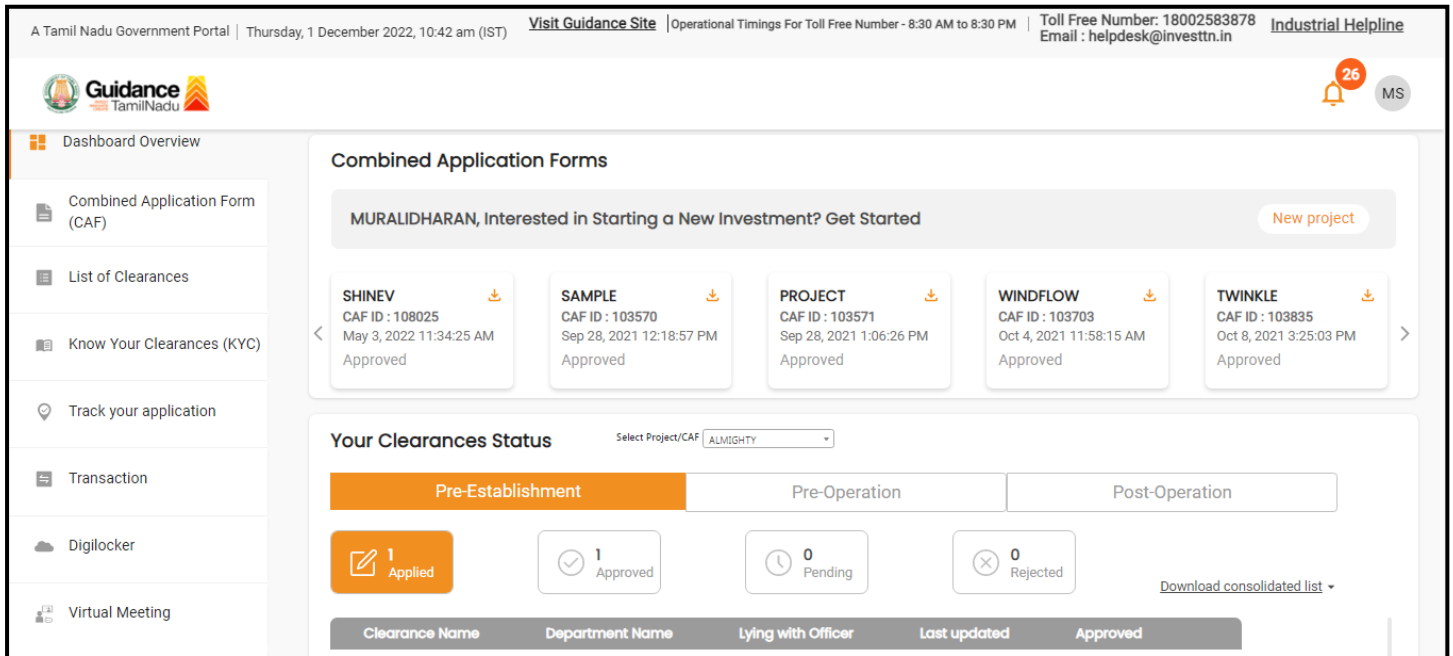 A Tamil Nadu Government Portal | Thursday, 1 December 2022, 10:42 am (IST)
Visit Guidance Site | Operational Timings For Toll Free Number - 8:30 AM to 8:30 PM |
Toll Free Number: 18002583878
Email : helpdesk@investtn.in
Industrial Helpline
Guidance
TamilNadu
26
MS
Dashboard Overview
Combined Application Form
(CAF)
List of Clearances
Know Your Clearances (KYC)
Track your application
Transaction
Digilocker
Virtual Meeting
Combined Application Forms
MURALIDHARAN, Interested in Starting a New Investment? Get Started
New project
SHINEV
CAF ID : 108025
May 3, 2022 11:34:25 AM
Approved
SAMPLE
CAF ID : 103570
Sep 28, 2021 12:18:57 PM
Approved
PROJECT
CAF ID : 103571
Sep 28, 2021 1:06:26 PM
Approved
WINDFLOW
CAF ID : 103703
Oct 4, 2021 11:58:15 AM
Approved
TWINKLE
CAF ID : 103835
Oct 8, 2021 3:25:03 PM
Approved
Your Clearances Status
Select Project/CAF ALMIGHTY
Pre-Establishment Pre-Operation Post-Operation
1
Applied
1
Approved
0
Pending
0
Rejected
Download consolidated list
Clearance Name Department Name Lying with Officer Last updated Approved